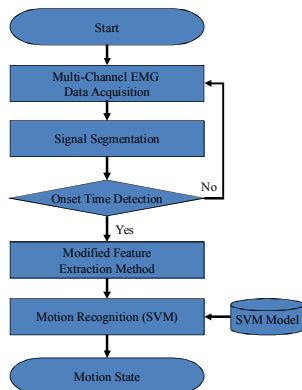 Start
Multi-Channel EMG
Data Acquisition
Signal Segmentation
No
Onset Time Detection
Yes
Modified Feature
Extraction Method
Motion Recognition (SVM)
SVM Model
Motion State